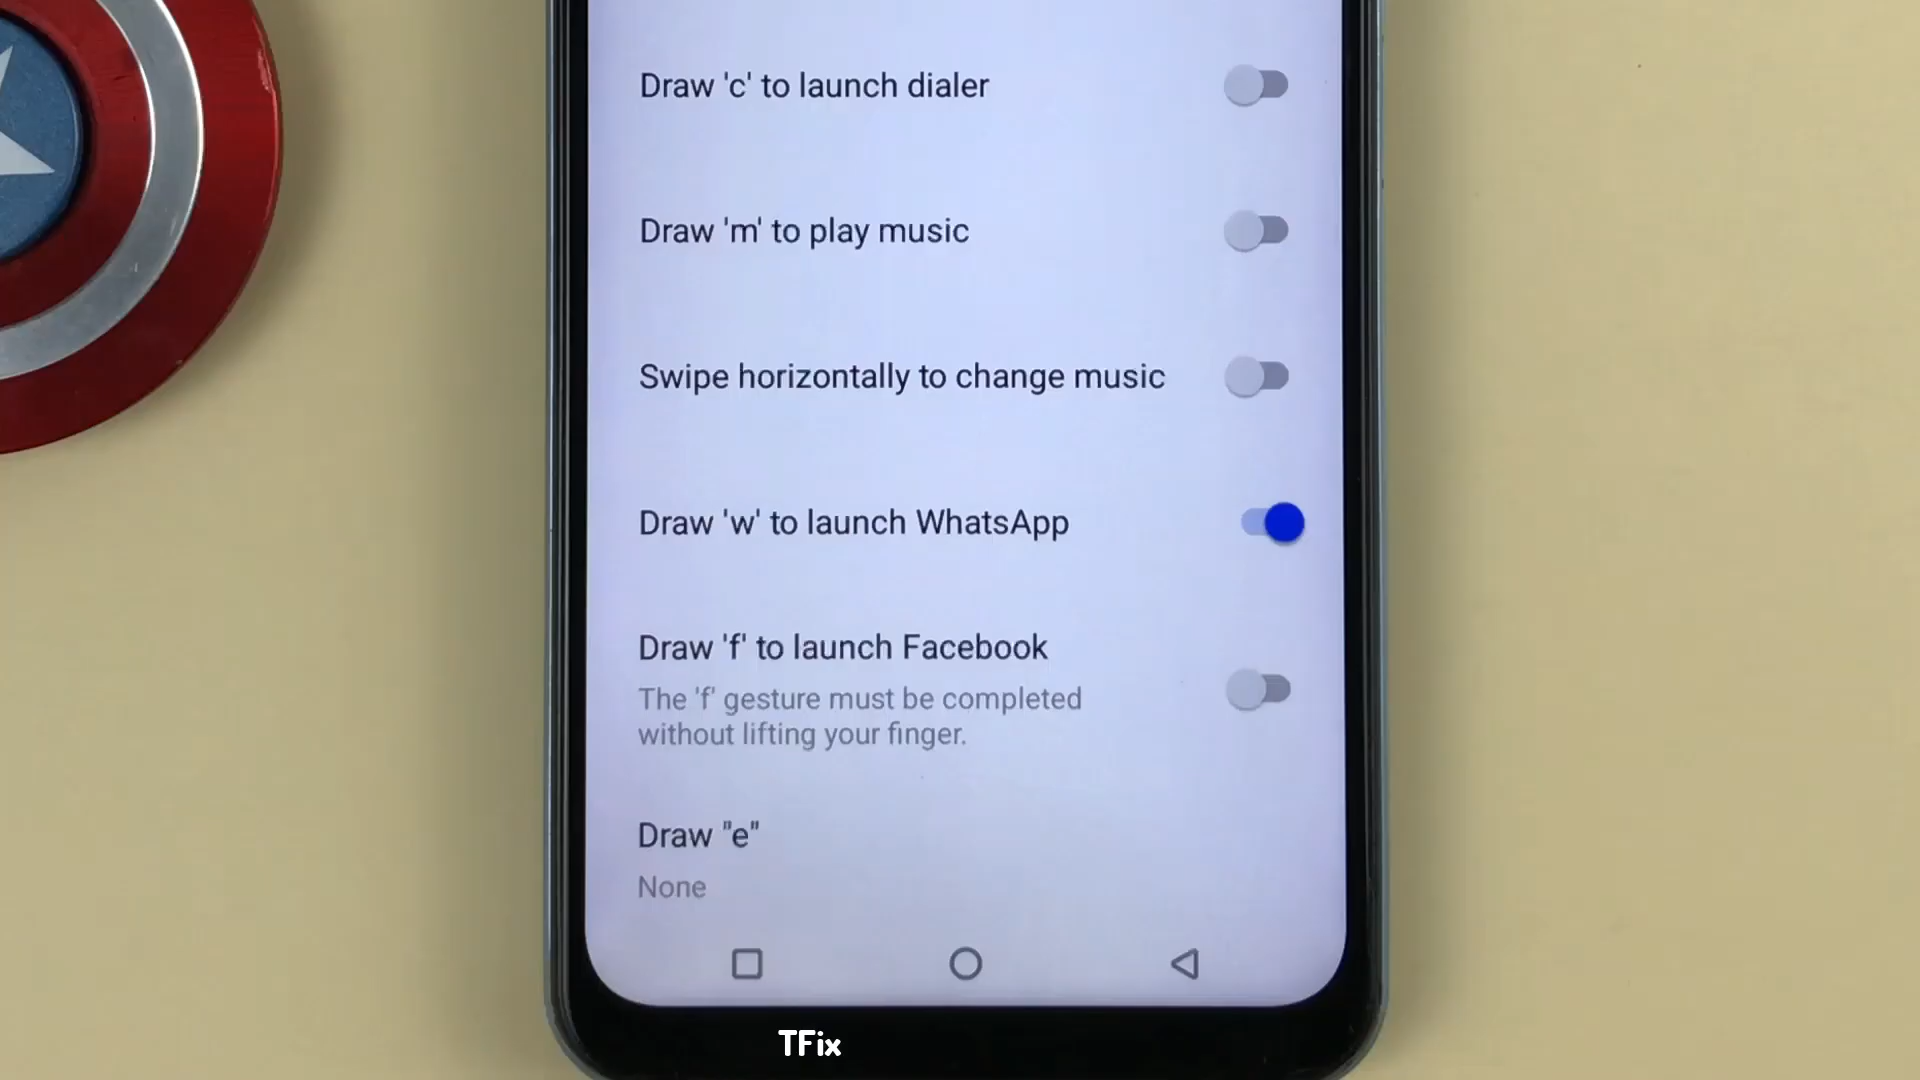 Draw 'c' to launch dialer
Draw 'm' to play music
Swipe horizontally to change music
Draw 'w' to launch WhatsApp
Draw 'f' to launch Facebook
The 'f' gesture must be completed
without lifting your finger.
Draw "e"
None
TFix